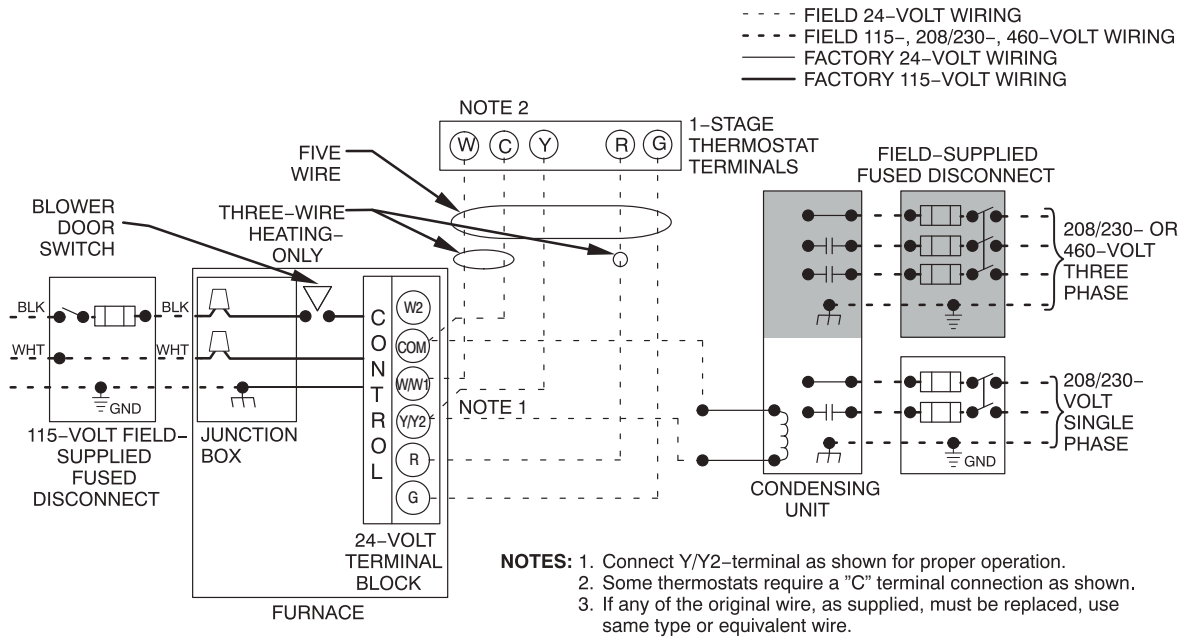 FIELD 24-VOLT WIRING
FIELD 115-, 208/230-, 460-VOLT WIRING
FACTORY 24-VOLT WIRING
FACTORY 115-VOLT WIRING
NOTE 2
W C Y R G
1-STAGE
THERMOSTAT
TERMINALS
FIVE
WIRE
THREE-WIRE
HEATING-
ONLY
BLOWER
DOOR
SWITCH
FIELD-SUPPLIED
FUSED DISCONNECT
208/230- OR
460-VOLT
THREE
PHASE
BLK
BLK
WHT
WHT
GND
115-VOLT FIELD-
SUPPLIED
FUSED
DISCONNECT
JUNCTION
BOX
CONTROL
W2
COM
W/W1
Y/Y2
R
G
NOTE 1
24-VOLT
TERMINAL
BLOCK
FURNACE
208/230-
VOLT
SINGLE
PHASE
GND
CONDENSING
UNIT
NOTES: 1. Connect Y/Y2-terminal as shown for proper operation.
2. Some thermostats require a "C" terminal connection as shown.
3. If any of the original wire, as supplied, must be replaced, use
same type or equivalent wire.